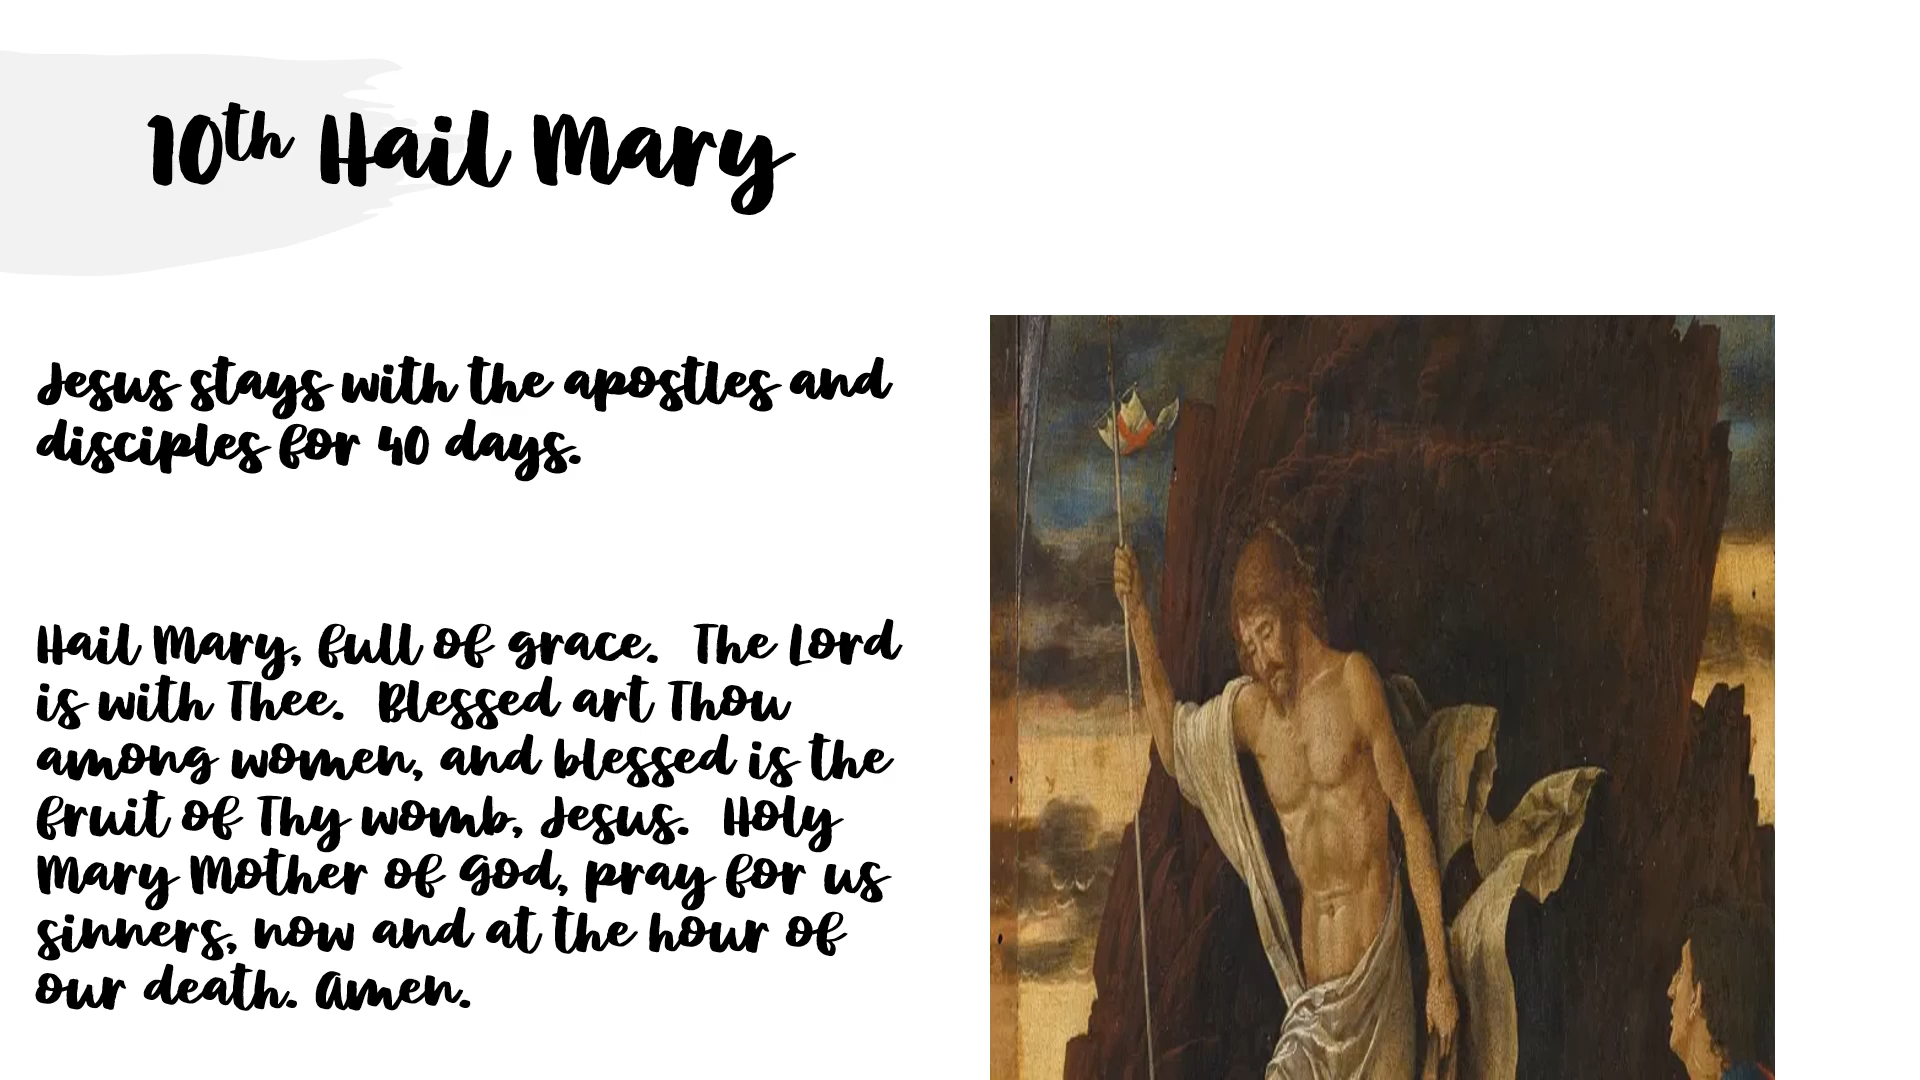 10th Hail Mary
Jesus stays with the apostles and
disciples for 40 days.
Hail Mary, full of grace.  The Lord
is with Thee.  Blessed art Thou
among women, and blessed is the
fruit of Thy womb, Jesus.  Holy
Mary Mother of God, pray for us
sinners, now and at the hour of
our death. Amen.